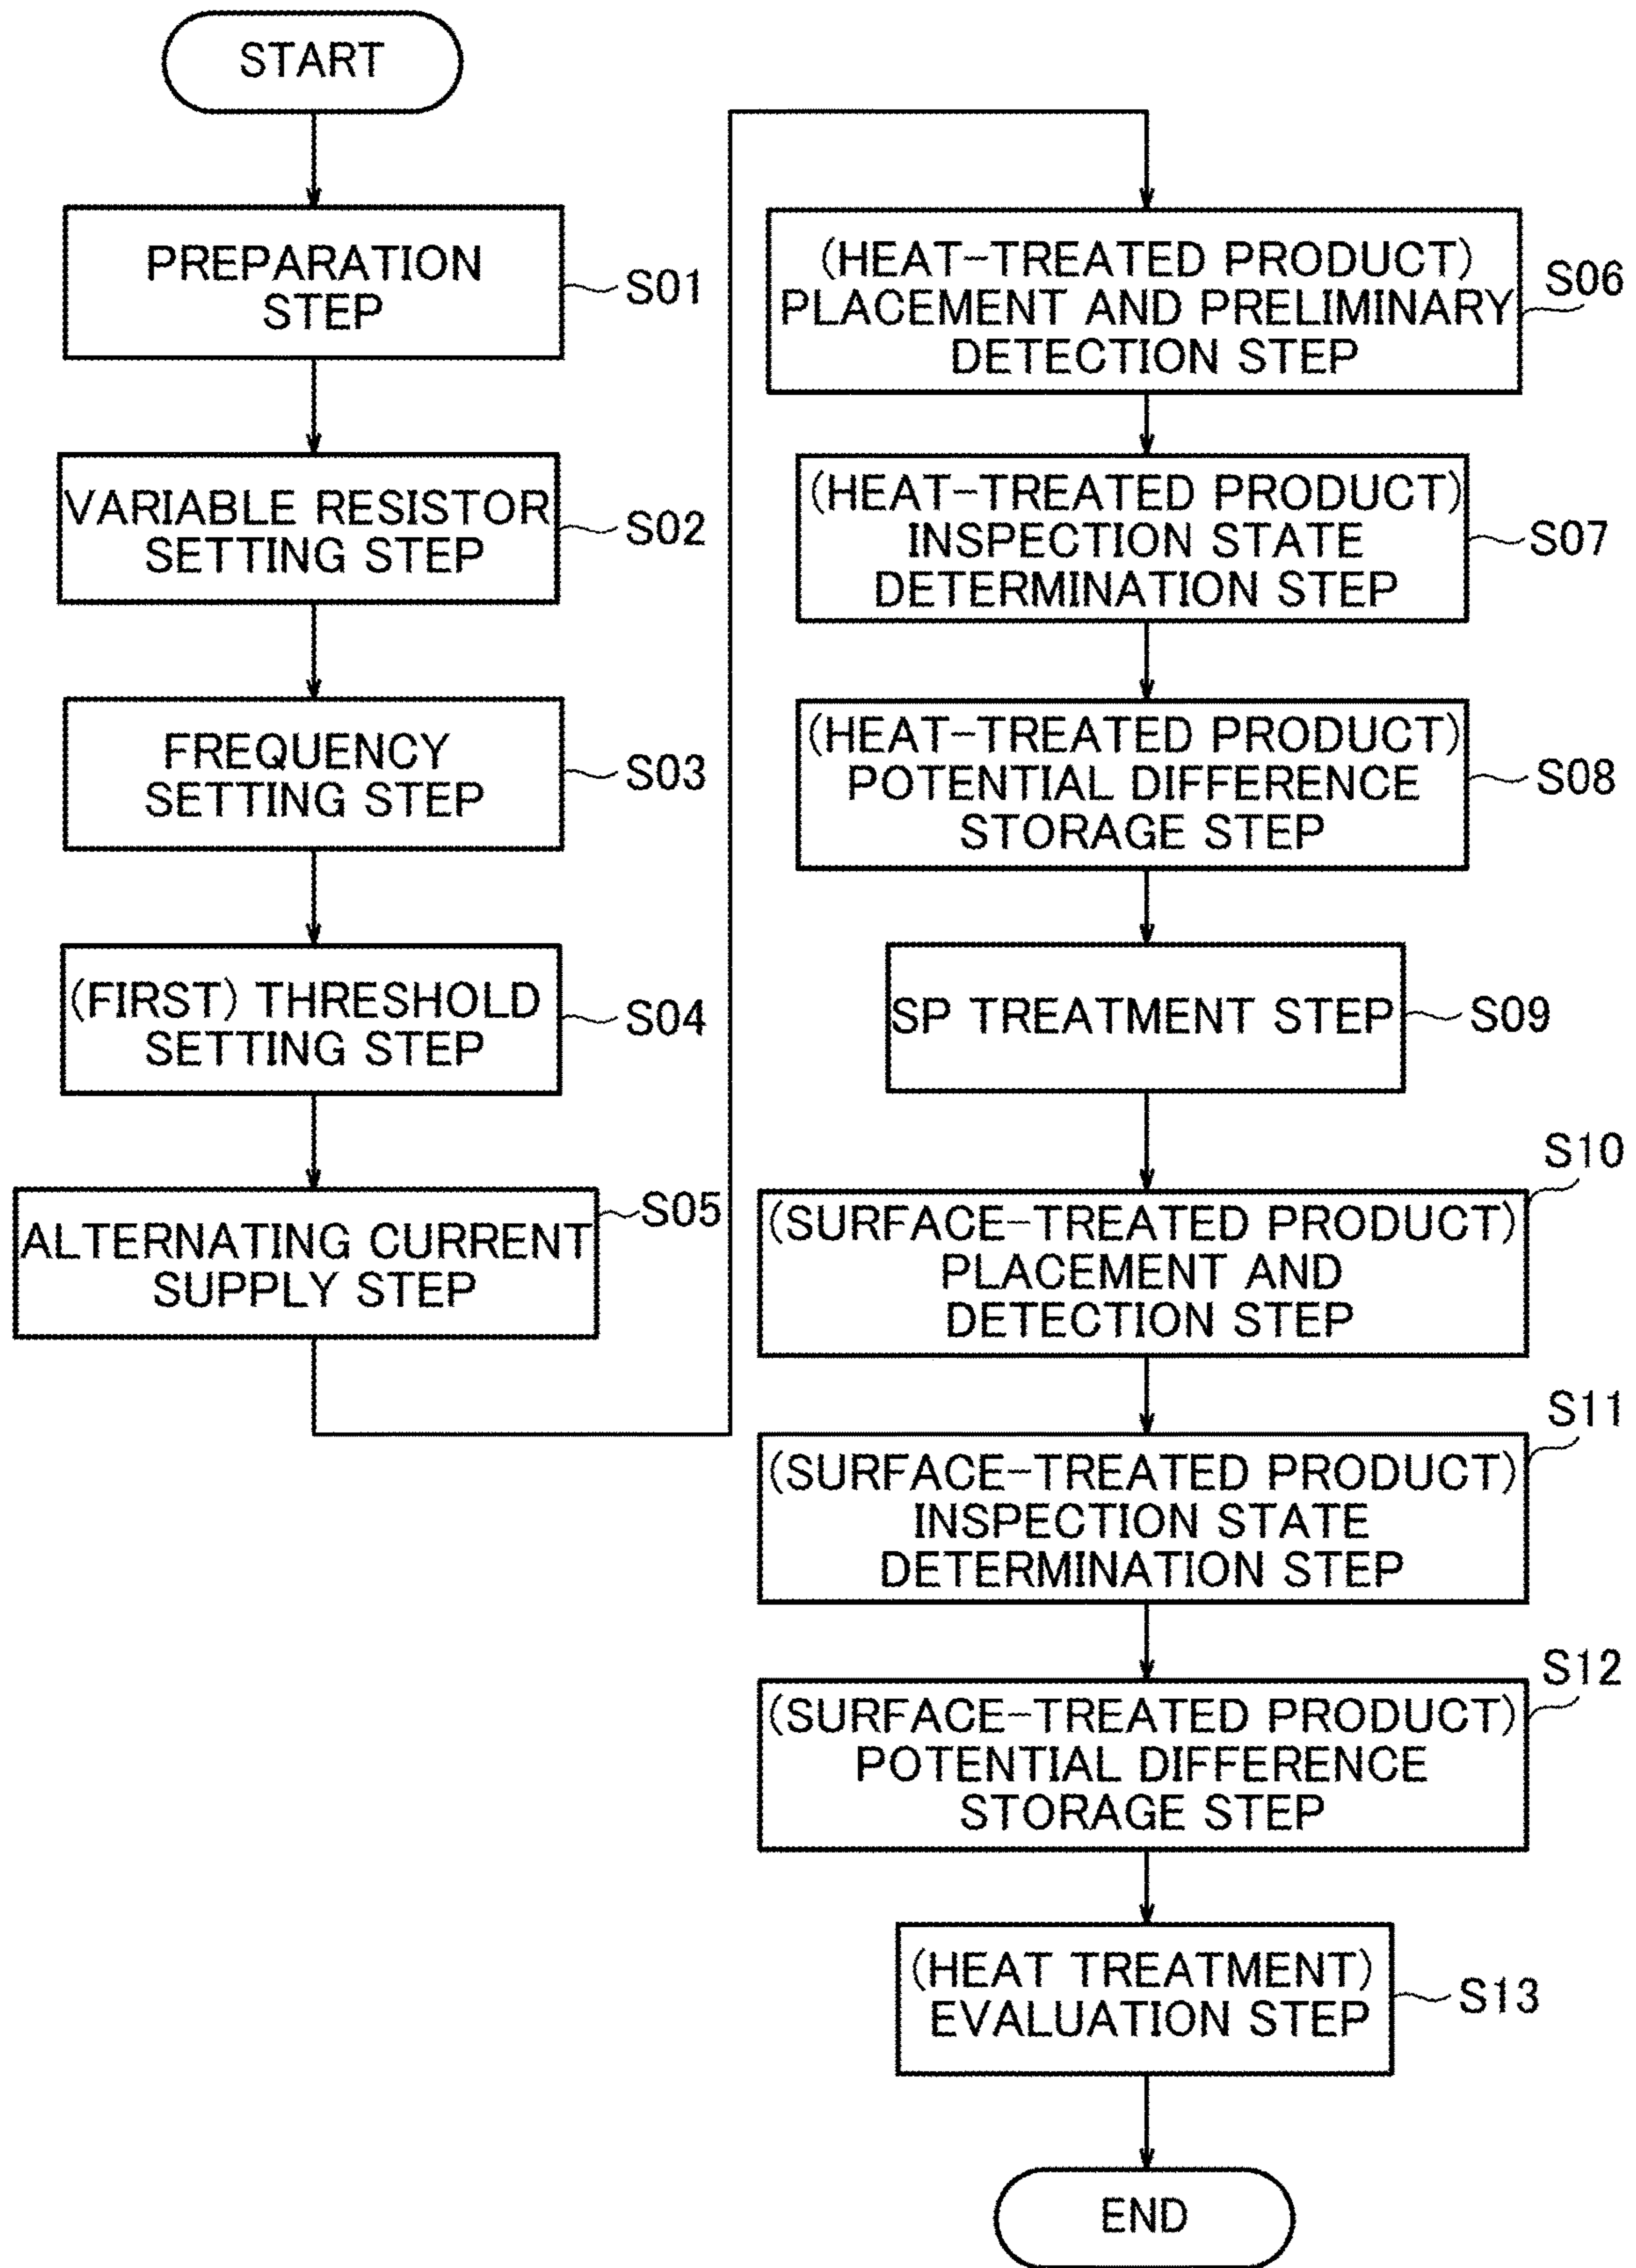 START
PREPARATION
STEP
S01
VARIABLE RESISTOR
SETTING STEP
S02
FREQUENCY
SETTING STEP
S03
(FIRST) THRESHOLD
SETTING STEP
S04
ALTERNATING CURRENT
SUPPLY STEP
S05
(HEAT-TREATED PRODUCT)
PLACEMENT AND PRELIMINARY
DETECTION STEP
S06
(HEAT-TREATED PRODUCT)
INSPECTION STATE
DETERMINATION STEP
S07
(HEAT-TREATED PRODUCT)
POTENTIAL DIFFERENCE
STORAGE STEP
S08
SP TREATMENT STEP
S09
(SURFACE-TREATED PRODUCT)
PLACEMENT AND
DETECTION STEP
S10
(SURFACE-TREATED PRODUCT)
INSPECTION STATE
DETERMINATION STEP
S11
(SURFACE-TREATED PRODUCT)
POTENTIAL DIFFERENCE
STORAGE STEP
S12
(HEAT TREATMENT)
EVALUATION STEP
S13
END